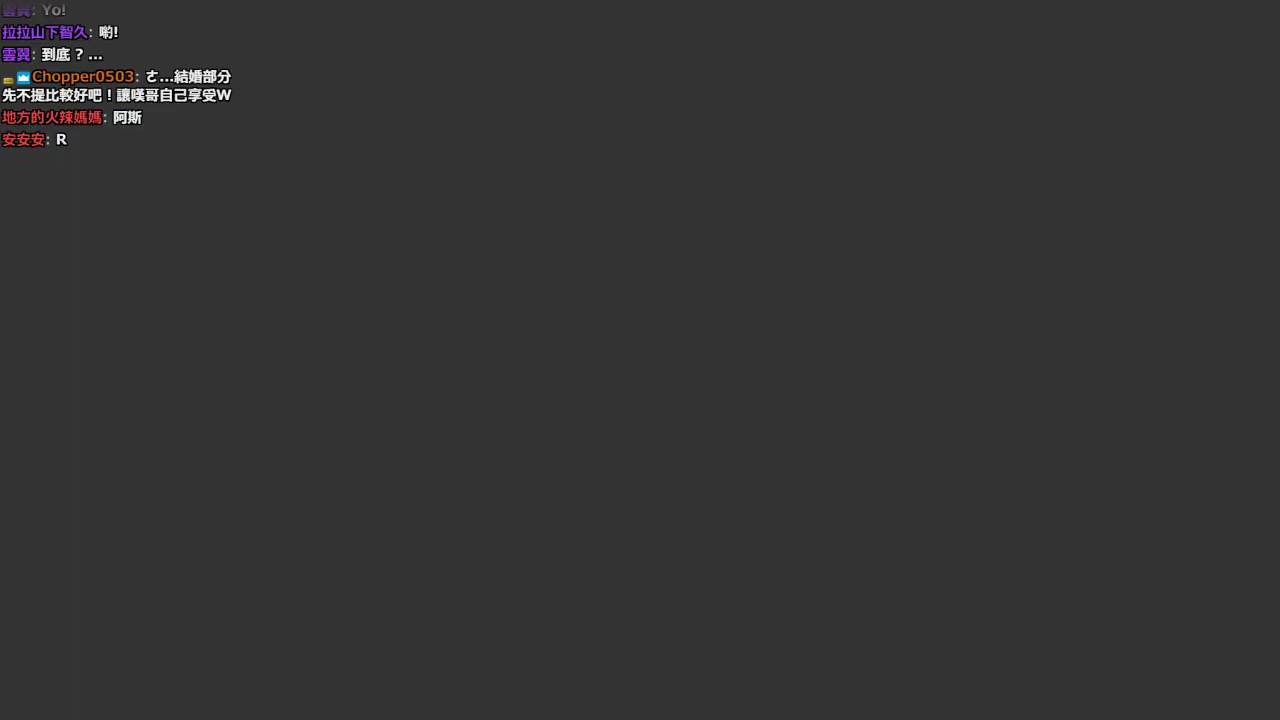 雲翼: Yo!
拉拉山下智久: 喲!
雲翼: 到底 ? ...
Chopper0503: ㄜ...結婚部分
先不提比較好吧！讓嘆哥自己享受W
地方的火辣媽媽: 阿斯
安安安: R